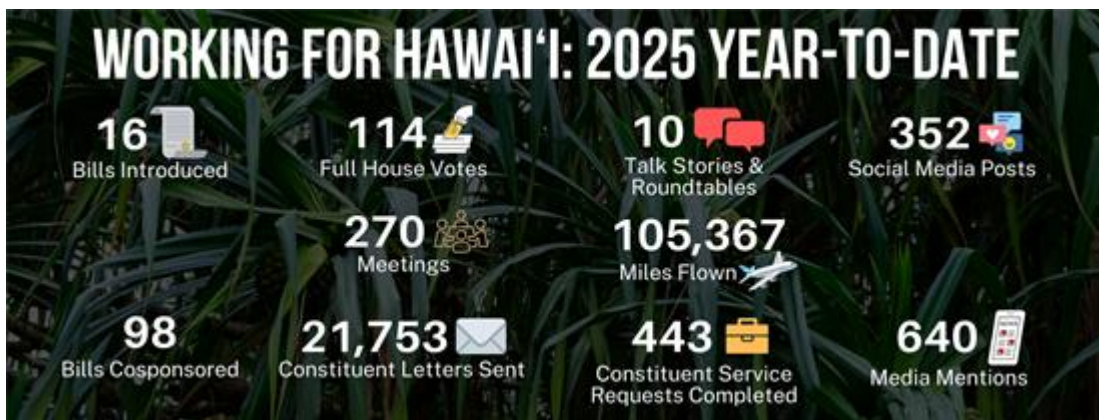 WORKING FOR HAWAI‘I: 2025 YEAR-TO-DATE
16
Bills Introduced
114
Full House Votes
10
Talk Stories &
Roundtables
352
Social Media Posts
270
Meetings
105,367
Miles Flown
98
Bills Cosponsored
21,753
Constituent Letters Sent
443
Constituent Service
Requests Completed
640
Media Mentions